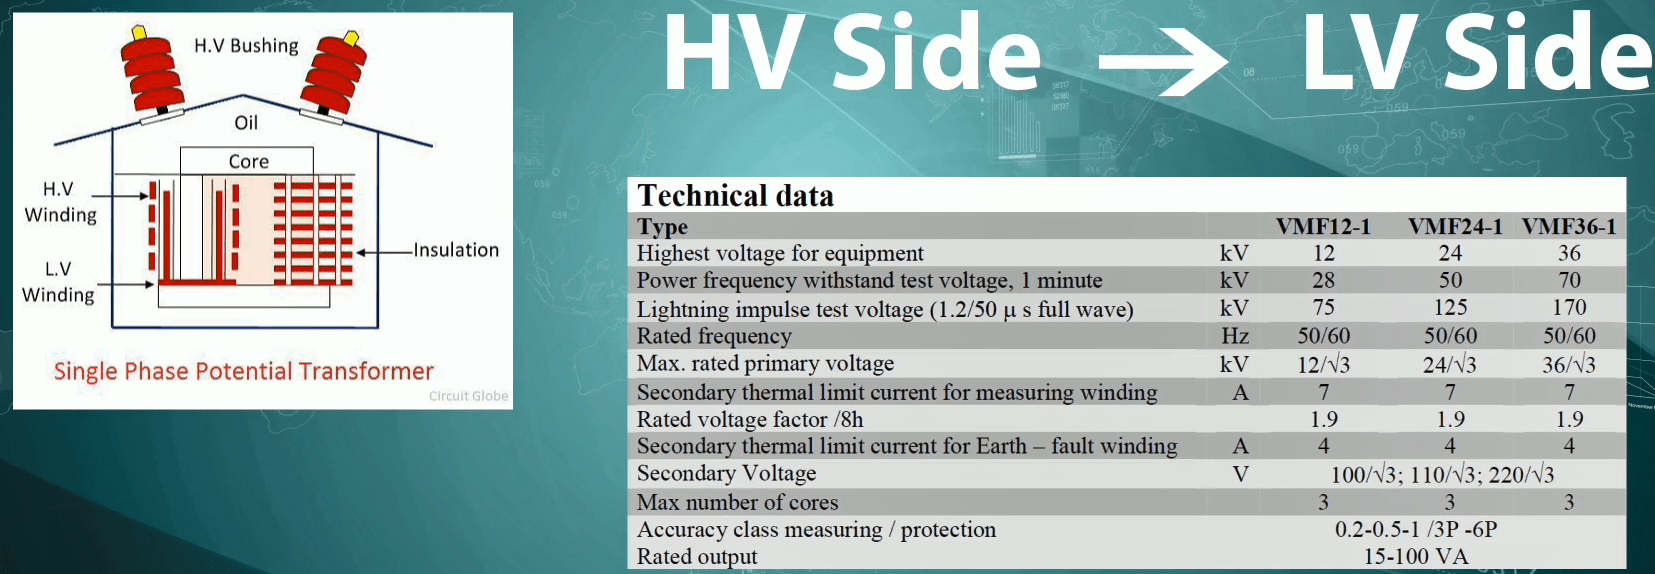 HV Side → LV Side
H.V Bushing
Oil
Core
H.V
Winding
L.V
Winding
Insulation
Single Phase Potential Transformer
Circuit Globe
Technical data
Type VMF12-1 VMF24-1 VMF36-1
Highest voltage for equipment kV 12 24 36
Power frequency withstand test voltage, 1 minute kV 28 50 70
Lightning impulse test voltage (1.2/50 μ s full wave) kV 75 125 170
Rated frequency Hz 50/60 50/60 50/60
Max. rated primary voltage kV 12/√3 24/√3 36/√3
Secondary thermal limit current for measuring winding A 7 7 7
Rated voltage factor /8h 1.9 1.9 1.9
Secondary thermal limit current for Earth – fault winding A 4 4 4
Secondary Voltage V 100/√3; 110/√3; 220/√3
Max number of cores 3 3 3
Accuracy class measuring / protection 0.2-0.5-1 /3P -6P
Rated output 15-100 VA
08
059
059
059